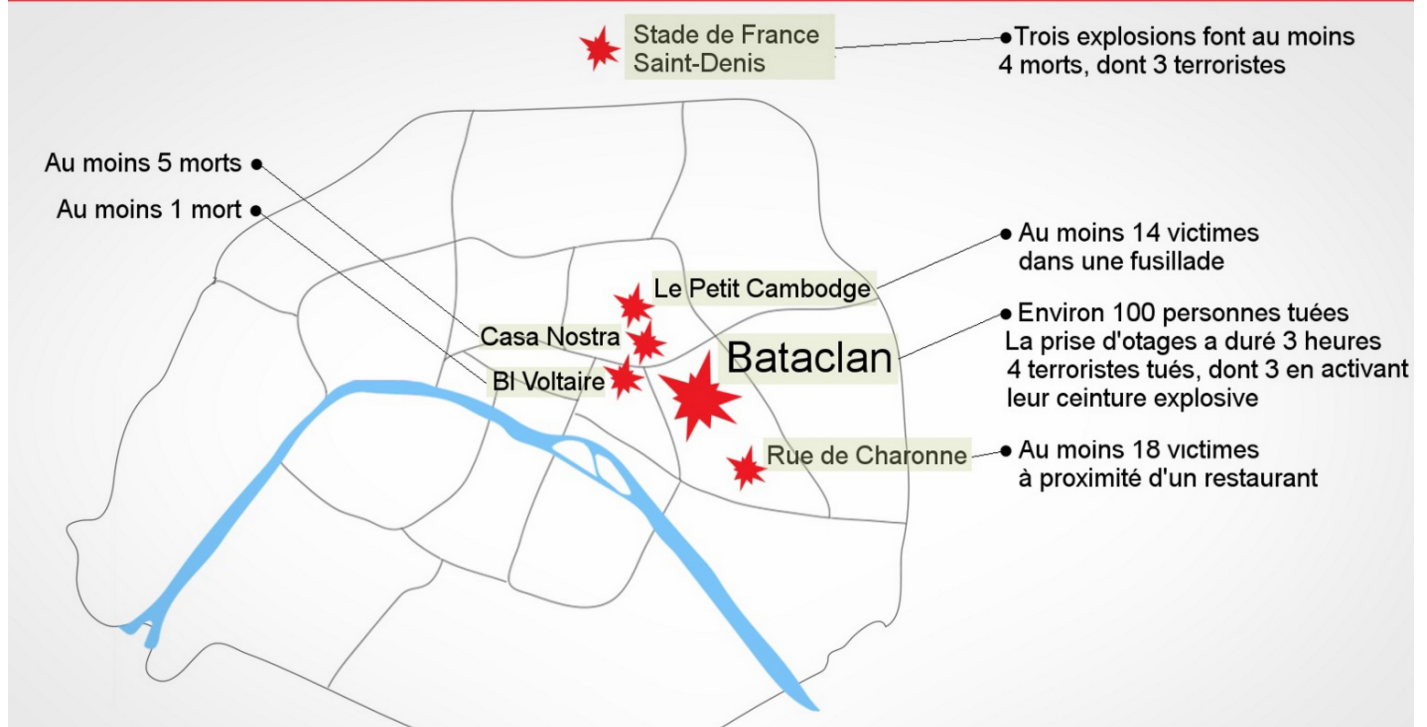 Stade de France
Saint-Denis
•Trois explosions font au moins
4 morts, dont 3 terroristes
Au moins 5 morts •
Au moins 1 mort •
• Au moins 14 victimes
dans une fusillade
Le Petit Cambodge
Casa Nostra
Bl Voltaire
Bataclan
• Environ 100 personnes tuées
La prise d'otages a duré 3 heures
4 terroristes tués, dont 3 en activant
leur ceinture explosive
Rue de Charonne
• Au moins 18 victimes
à proximité d'un restaurant